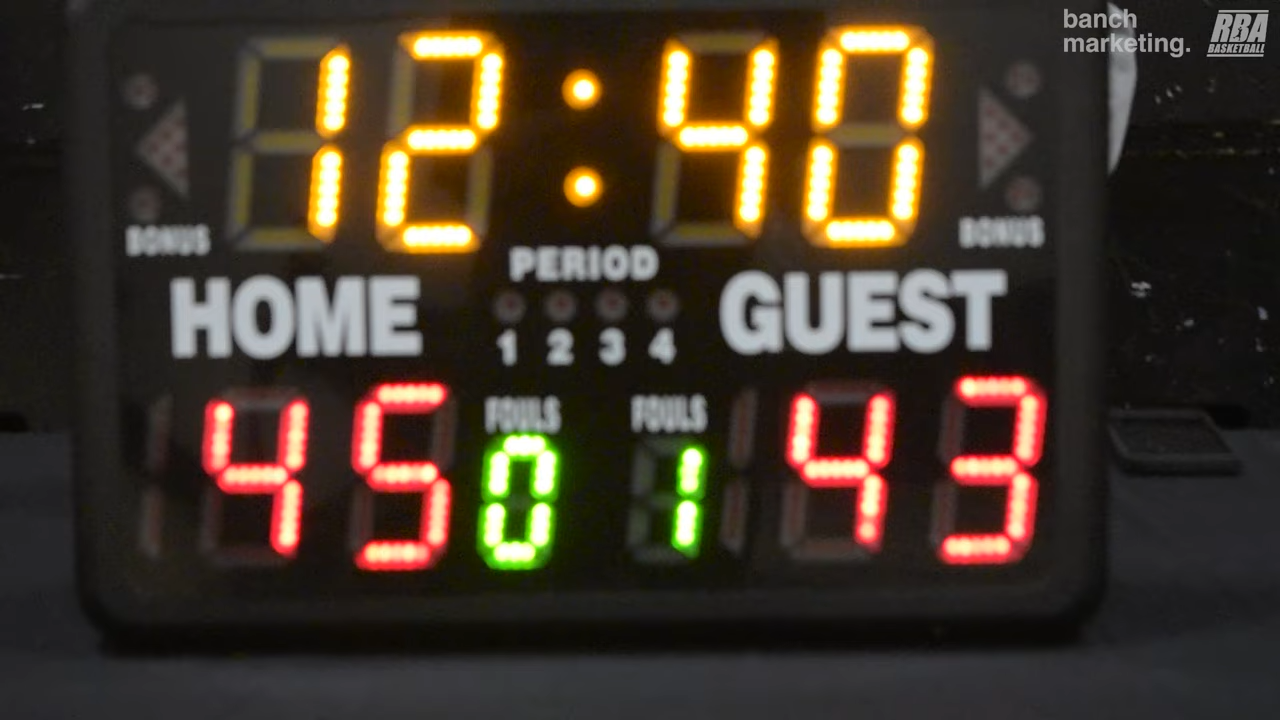 banch
marketing.
RBA
BASKETBALL
12:40
BONUS
BONUS
PERIOD
HOME
GUEST
1 2 3 4
FOULS
FOULS
45
0
1
43